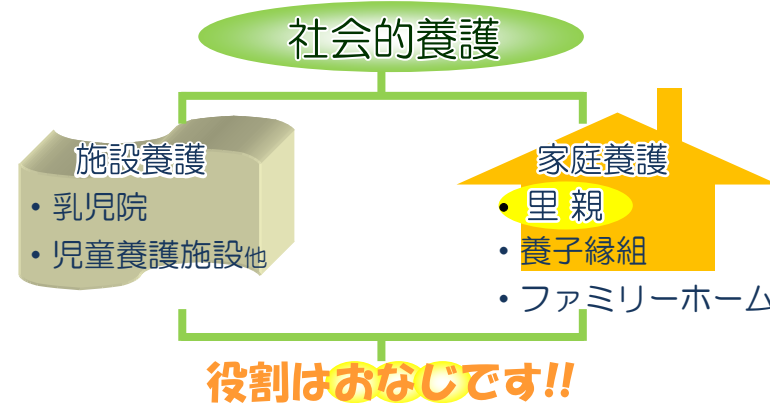 社会的養護
施設養護
• 乳児院
• 児童養護施設他
家庭養護
• 里 親
• 養子縁組
• ファミリーホーム
役割はおなじです!!